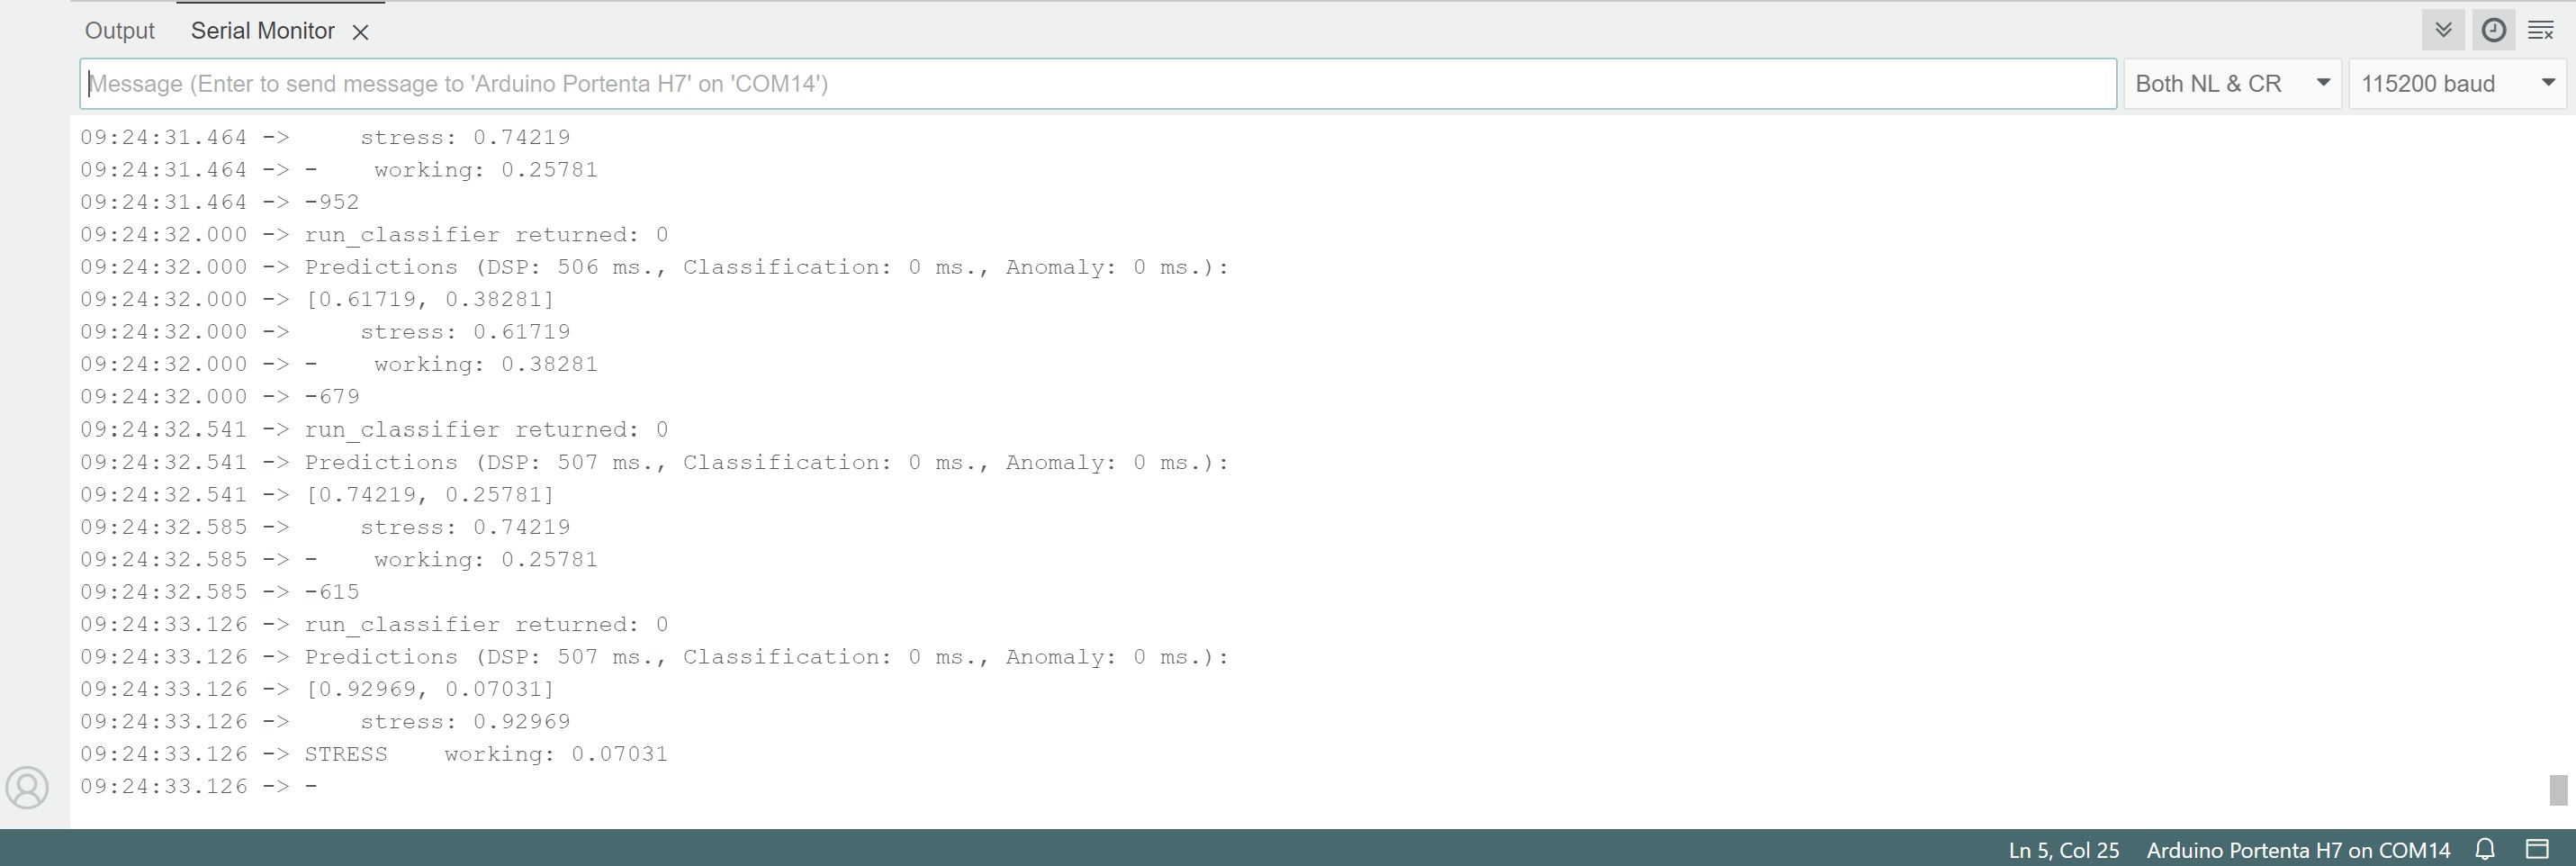 Output Serial Monitor
Message (Enter to send message to 'Arduino Portenta H7' on 'COM14') Both NL & CR 115200 baud
09:24:31.464 ->     stress: 0.74219
09:24:31.464 -> -    working: 0.25781
09:24:31.464 -> -952
09:24:32.000 -> run_classifier returned: 0
09:24:32.000 -> Predictions (DSP: 506 ms., Classification: 0 ms., Anomaly: 0 ms.):
09:24:32.000 -> [0.61719, 0.38281]
09:24:32.000 ->     stress: 0.61719
09:24:32.000 -> -    working: 0.38281
09:24:32.000 -> -679
09:24:32.541 -> run_classifier returned: 0
09:24:32.541 -> Predictions (DSP: 507 ms., Classification: 0 ms., Anomaly: 0 ms.):
09:24:32.541 -> [0.74219, 0.25781]
09:24:32.585 ->     stress: 0.74219
09:24:32.585 -> -    working: 0.25781
09:24:32.585 -> -615
09:24:33.126 -> run_classifier returned: 0
09:24:33.126 -> Predictions (DSP: 507 ms., Classification: 0 ms., Anomaly: 0 ms.):
09:24:33.126 -> [0.92969, 0.07031]
09:24:33.126 ->     stress: 0.92969
09:24:33.126 -> STRESS    working: 0.07031
09:24:33.126 -> -
Ln 5, Col 25 Arduino Portenta H7 on COM14